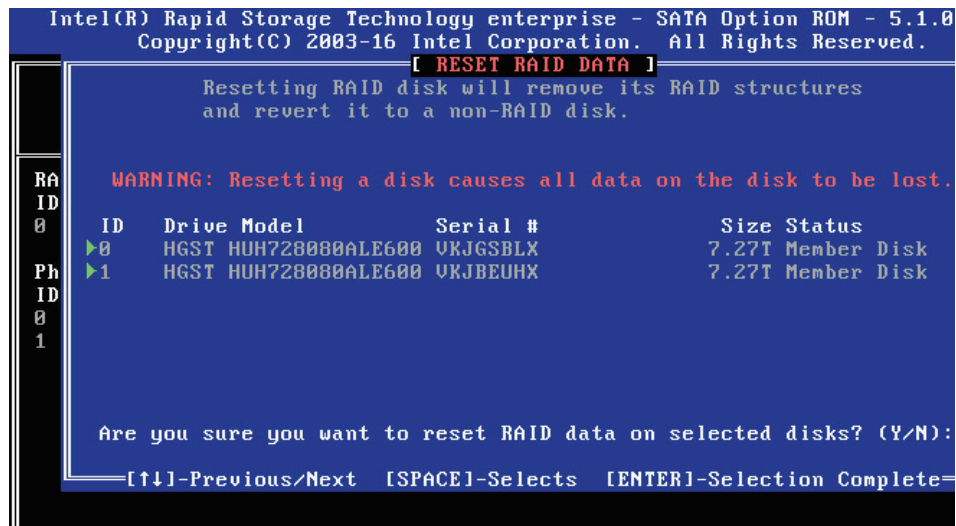 Intel(R) Rapid Storage Technology enterprise - SATA Option ROM - 5.1.0
Copyright(C) 2003-16 Intel Corporation. All Rights Reserved.
[ RESET RAID DATA ]
Resetting RAID disk will remove its RAID structures
and revert it to a non-RAID disk.
WARNING: Resetting a disk causes all data on the disk to be lost.
RA
ID
0
Ph
ID
0
1
ID Drive Model Serial # Size Status
0 HGST HUH728080ALE600 VKJGSBLX 7.27T Member Disk
1 HGST HUH728080ALE600 VKJBEUHX 7.27T Member Disk
Are you sure you want to reset RAID data on selected disks? (Y/N):
[↑↓]-Previous/Next [SPACE]-Selects [ENTER]-Selection Complete